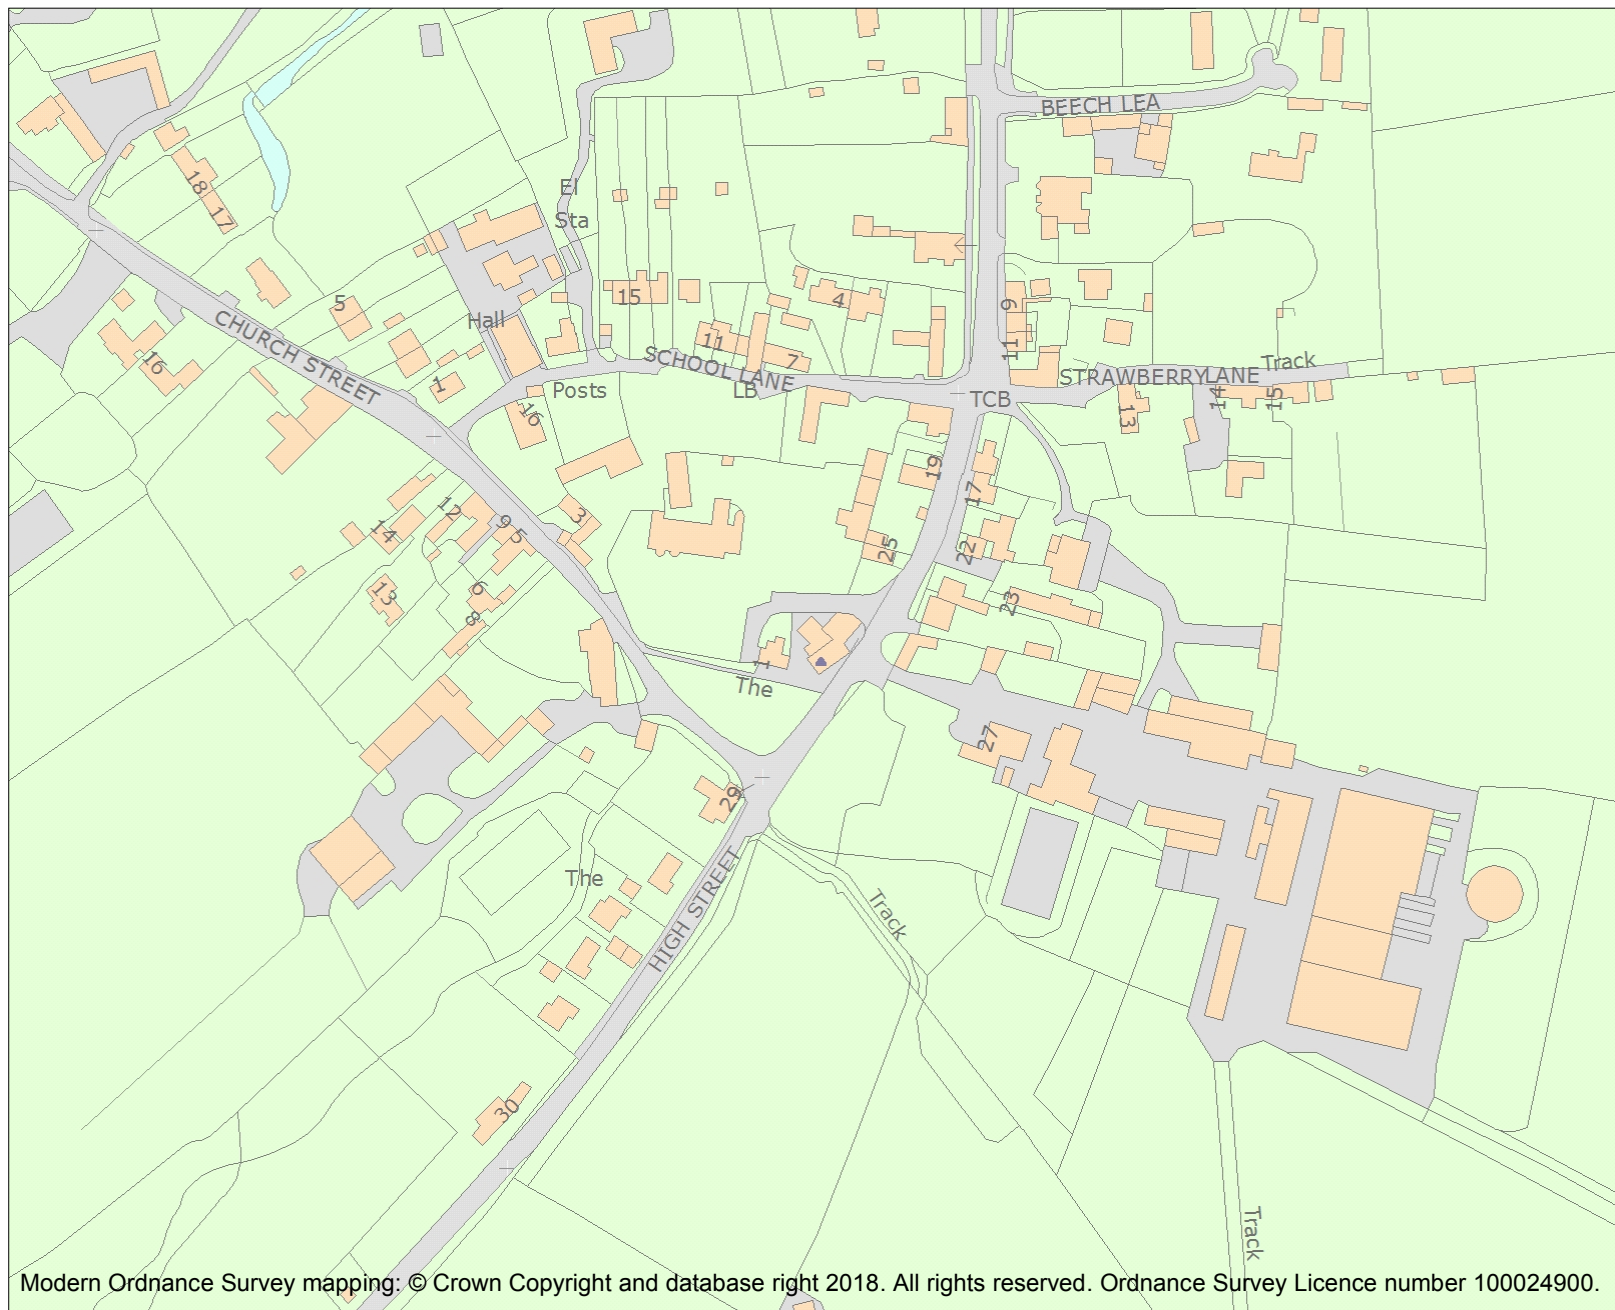 BEECH LEA
18
17
El
Sta
5
Hall
15
4
9
11
CHURCH STREET
16
1
SCHOOL LANE
11
7
LB
Posts
TCB
STRAWBERRY LANE
Track
13
14
15
16
19
17
12
14
9
5
3
25
22
23
13
6
8
1
The
27
29
The
HIGH STREET
Track
30
Track
Modern Ordnance Survey mapping: © Crown Copyright and database right 2018. All rights reserved. Ordnance Survey Licence number 100024900.